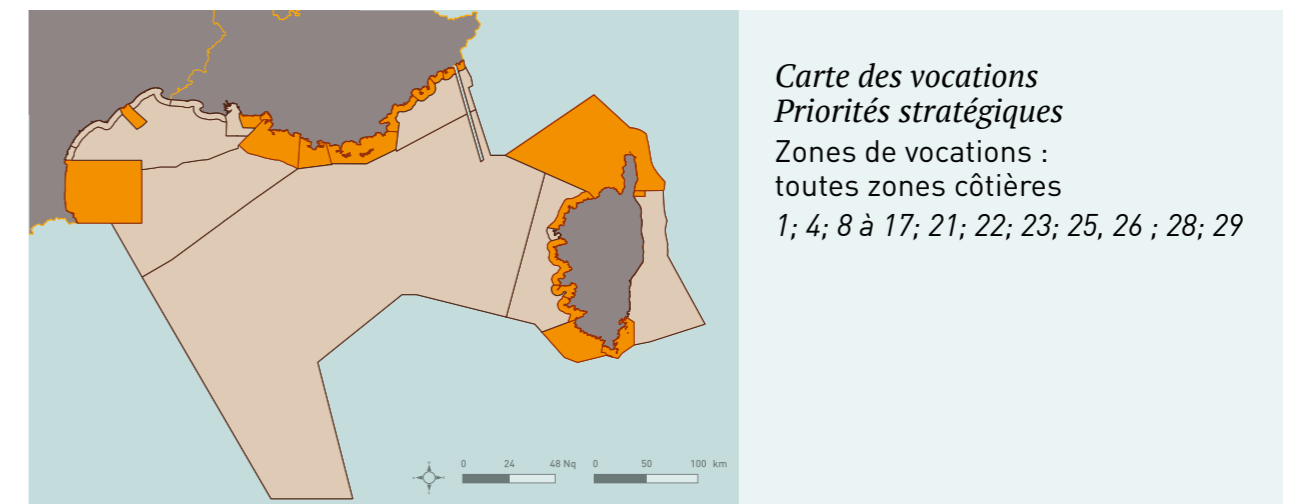 Carte des vocations
Priorités stratégiques
Zones de vocations :
toutes zones côtières
1; 4; 8 à 17; 21; 22; 23; 25, 26 ; 28; 29
0 24 48 Nq 0 50 100 km